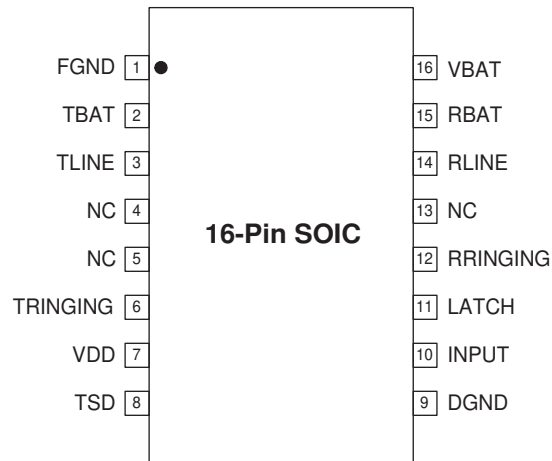 FGND 1 16 VBAT
TBAT 2 15 RBAT
TLINE 3 14 RLINE
NC 4 13 NC
16-Pin SOIC
NC 5 12 RRINGING
TRINGING 6 11 LATCH
VDD 7 10 INPUT
TSD 8 9 DGND